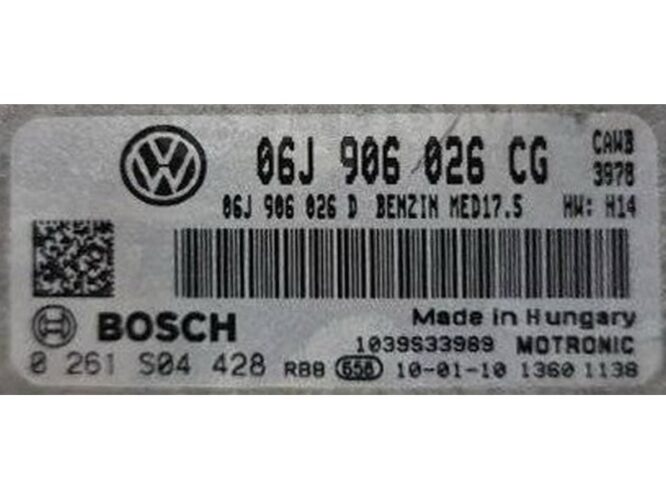 06J 906 026 CG CAWB
3978
06J 906 026 D BENZIN MED17.5 HW: H14
BOSCH Made in Hungary
1039S33989 MOTRONIC
0 261 S04 428 RBB 658 10-01-10 1360 1138